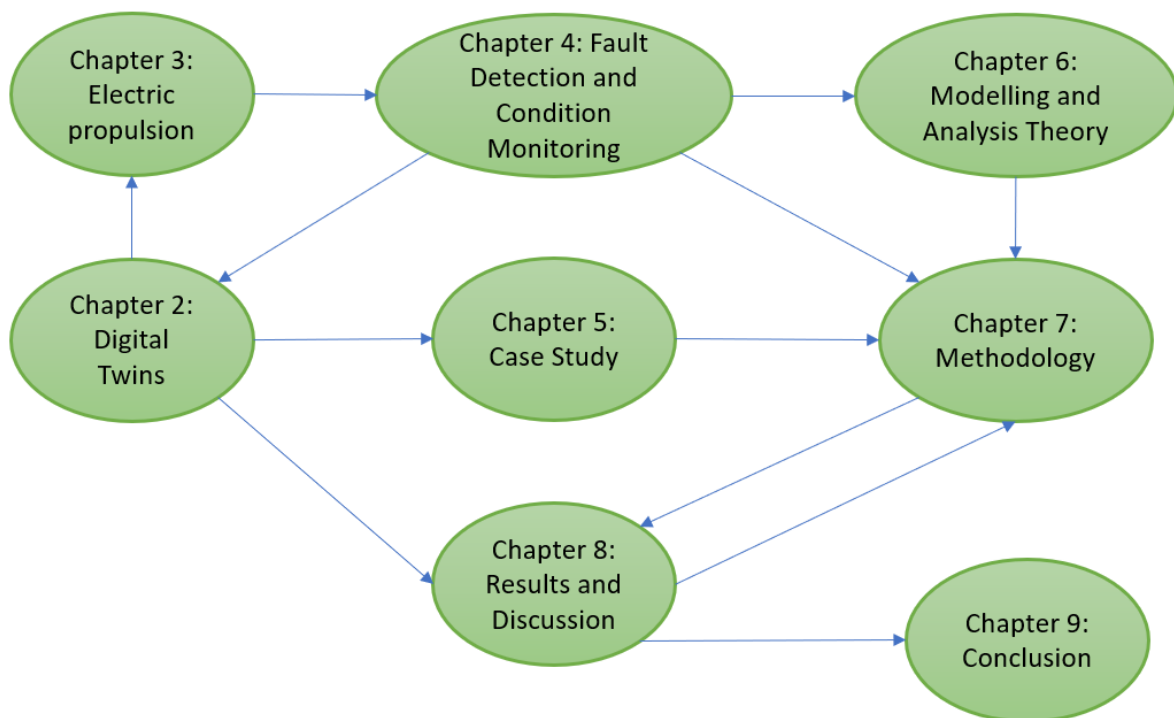 Chapter 3:
Electric
propulsion
Chapter 4: Fault
Detection and
Condition
Monitoring
Chapter 6:
Modelling and
Analysis Theory
Chapter 2:
Digital
Twins
Chapter 5:
Case Study
Chapter 7:
Methodology
Chapter 8:
Results and
Discussion
Chapter 9:
Conclusion